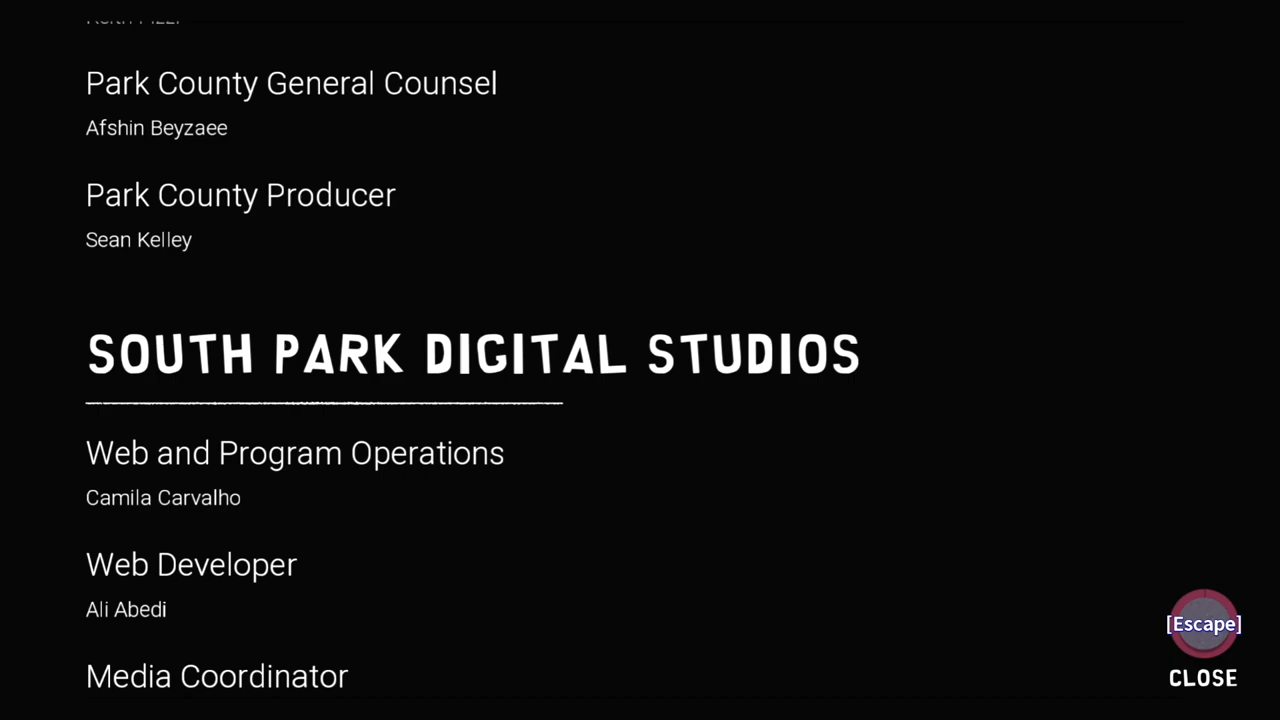 Park County General Counsel
Afshin Beyzaee
Park County Producer
Sean Kelley
SOUTH PARK DIGITAL STUDIOS
Web and Program Operations
Camila Carvalho
Web Developer
Ali Abedi
Media Coordinator
[Escape]
CLOSE